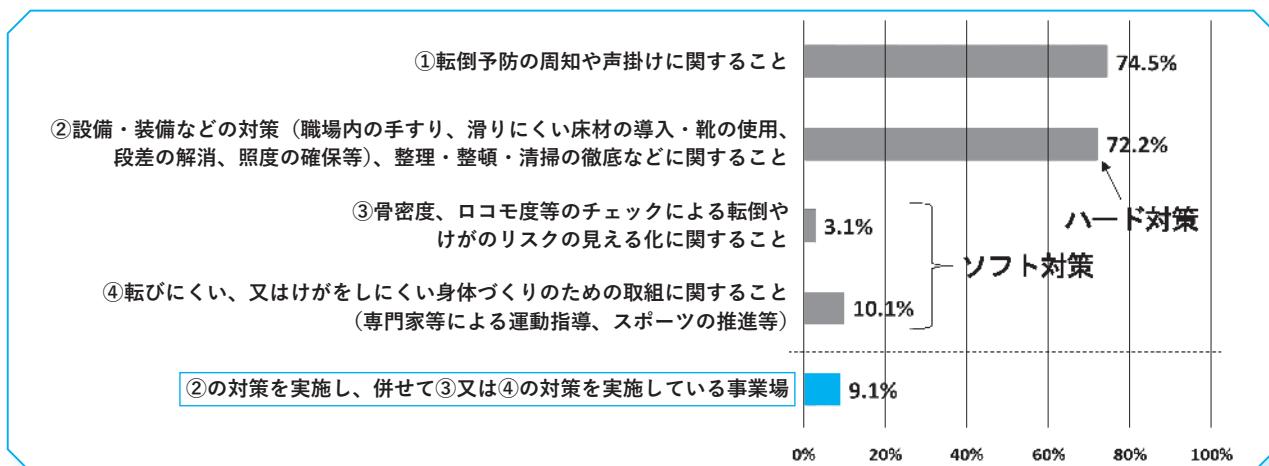 ①転倒予防の周知や声掛けに関すること
74.5%
②設備・装備などの対策（職場内の手すり、滑りにくい床材の導入・靴の使用、
段差の解消、照度の確保等）、整理・整頓・清掃の徹底などに関すること
72.2%
ハード対策
③骨密度、ロコモ度等のチェックによる転倒や
けがのリスクの見える化に関すること
3.1%
ソフト対策
④転びにくい、又はけがをしにくい身体づくりのための取組に関すること
（専門家等による運動指導、スポーツの推進等）
10.1%
②の対策を実施し、併せて③又は④の対策を実施している事業場
9.1%
0% 20% 40% 60% 80% 100%